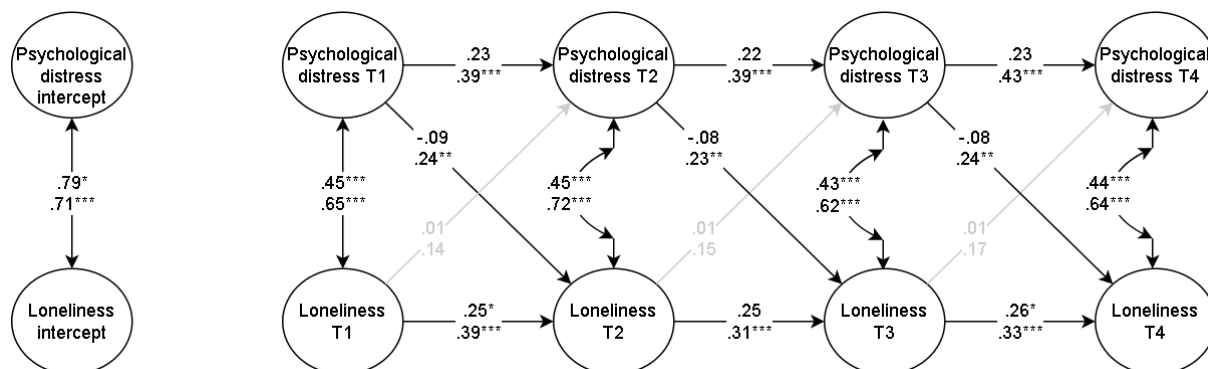 Psychological
distress
intercept
.79*
.71***
Loneliness
intercept
Psychological
distress T1
.23
.39***
Psychological
distress T2
.22
.39***
Psychological
distress T3
.23
.43***
Psychological
distress T4
-.09
.24**
-.08
.23**
-.08
.24**
.45***
.65***
.45***
.72***
.43***
.62***
.44***
.64***
.01
.14
.01
.15
.01
.17
Loneliness
T1
.25*
.39***
Loneliness
T2
.25
.31***
Loneliness
T3
.26*
.33***
Loneliness
T4